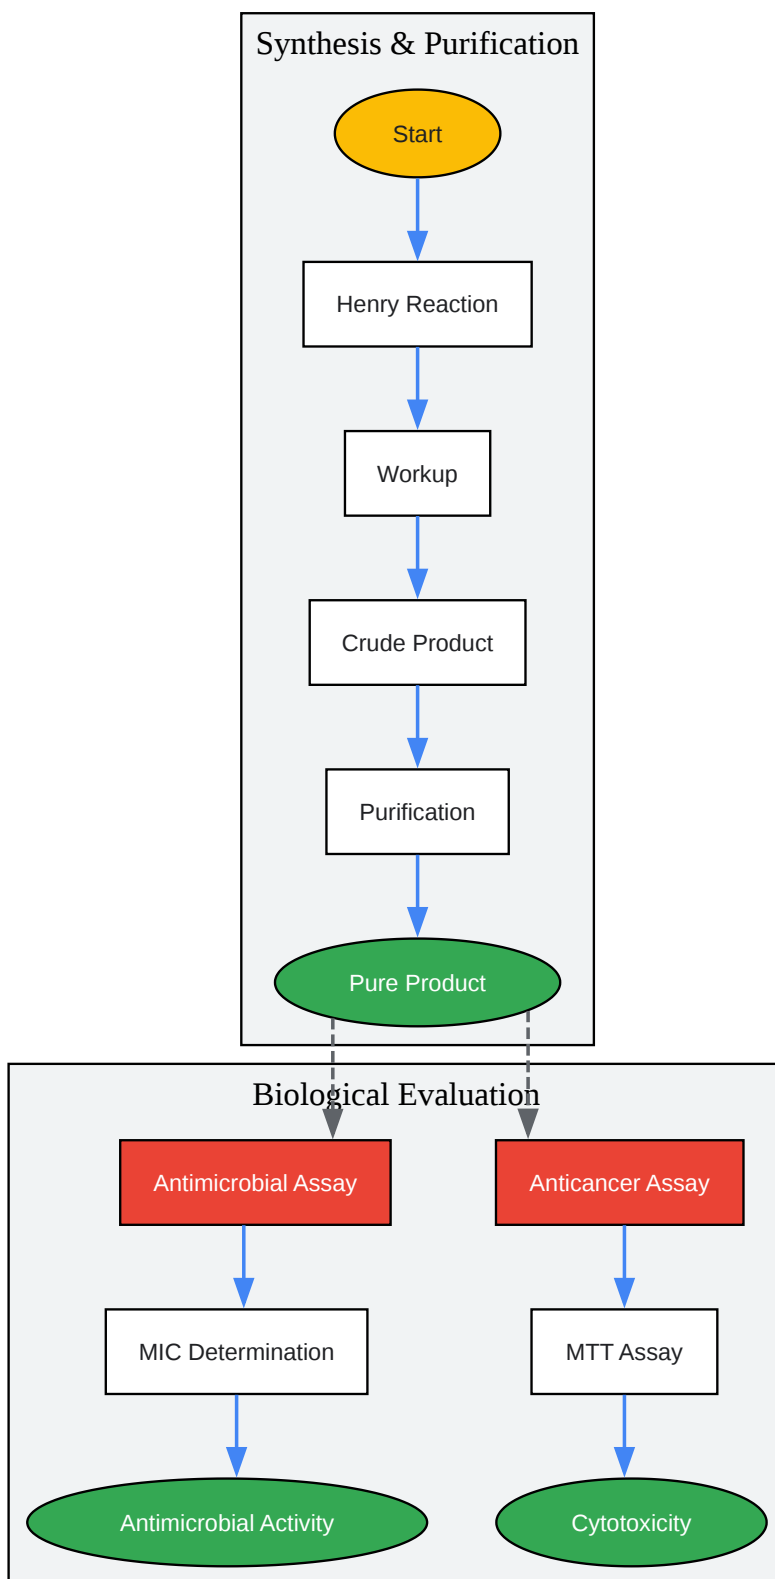 Synthesis & Purification
Start
Henry Reaction
Workup
Crude Product
Purification
Pure Product
Biological Evaluation
Antimicrobial Assay
Anticancer Assay
MIC Determination
MTT Assay
Antimicrobial Activity
Cytotoxicity